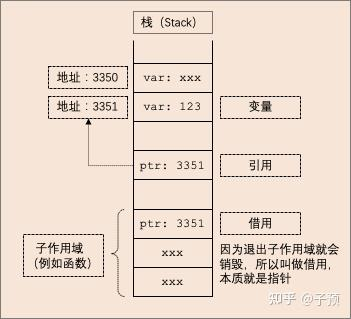 栈（Stack）
地址：3350
var: xxx
地址：3351
var: 123
变量
ptr: 3351
引用
ptr: 3351
借用
子作用域
（例如函数）
xxx
xxx
因为退出子作用域就会
销毁，所以叫做借用，
本质就是指针
知乎 @子预